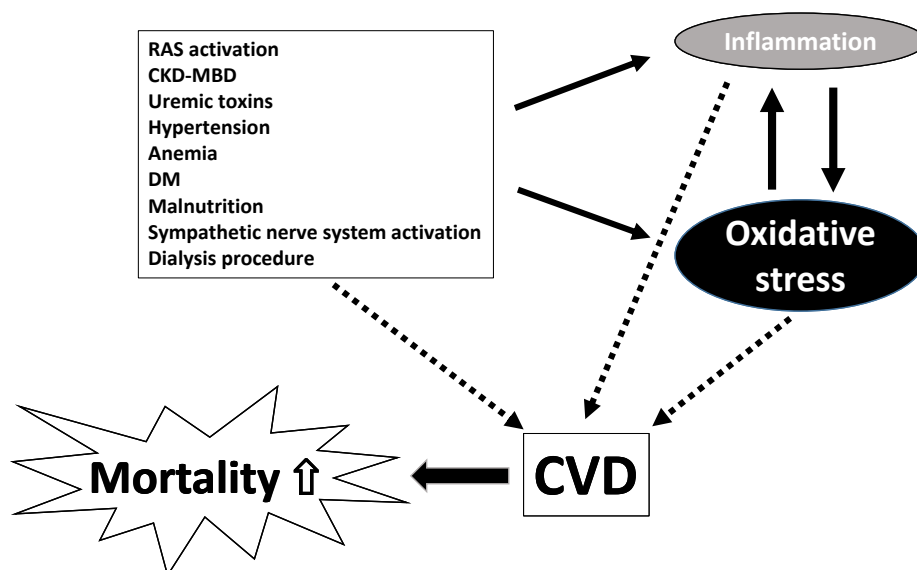 RAS activation
CKD-MBD
Uremic toxins
Hypertension
Anemia
DM
Malnutrition
Sympathetic nerve system activation
Dialysis procedure
Inflammation
Oxidative
stress
CVD
Mortality ⇧